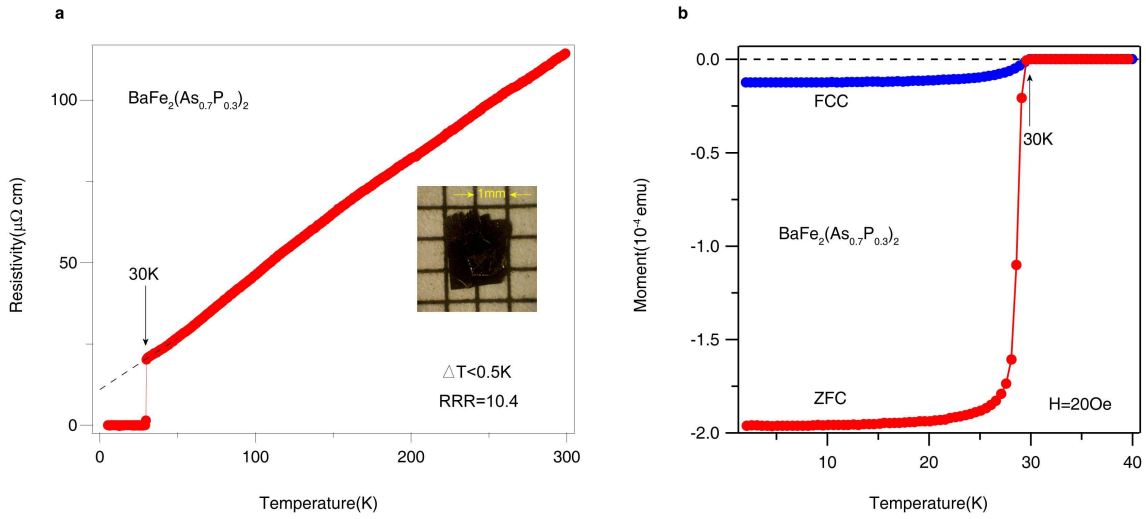 a
BaFe2(As0.7P0.3)2
100
50
0
30K
1mm
△T<0.5K
RRR=10.4
Resistivity(μΩ cm)
0
100
200
300
Temperature(K)
b
0.0
-0.5
-1.0
-1.5
-2.0
FCC
30K
BaFe2(As0.7P0.3)2
ZFC
H=20Oe
Moment(10-4 emu)
10
20
30
40
Temperature(K)